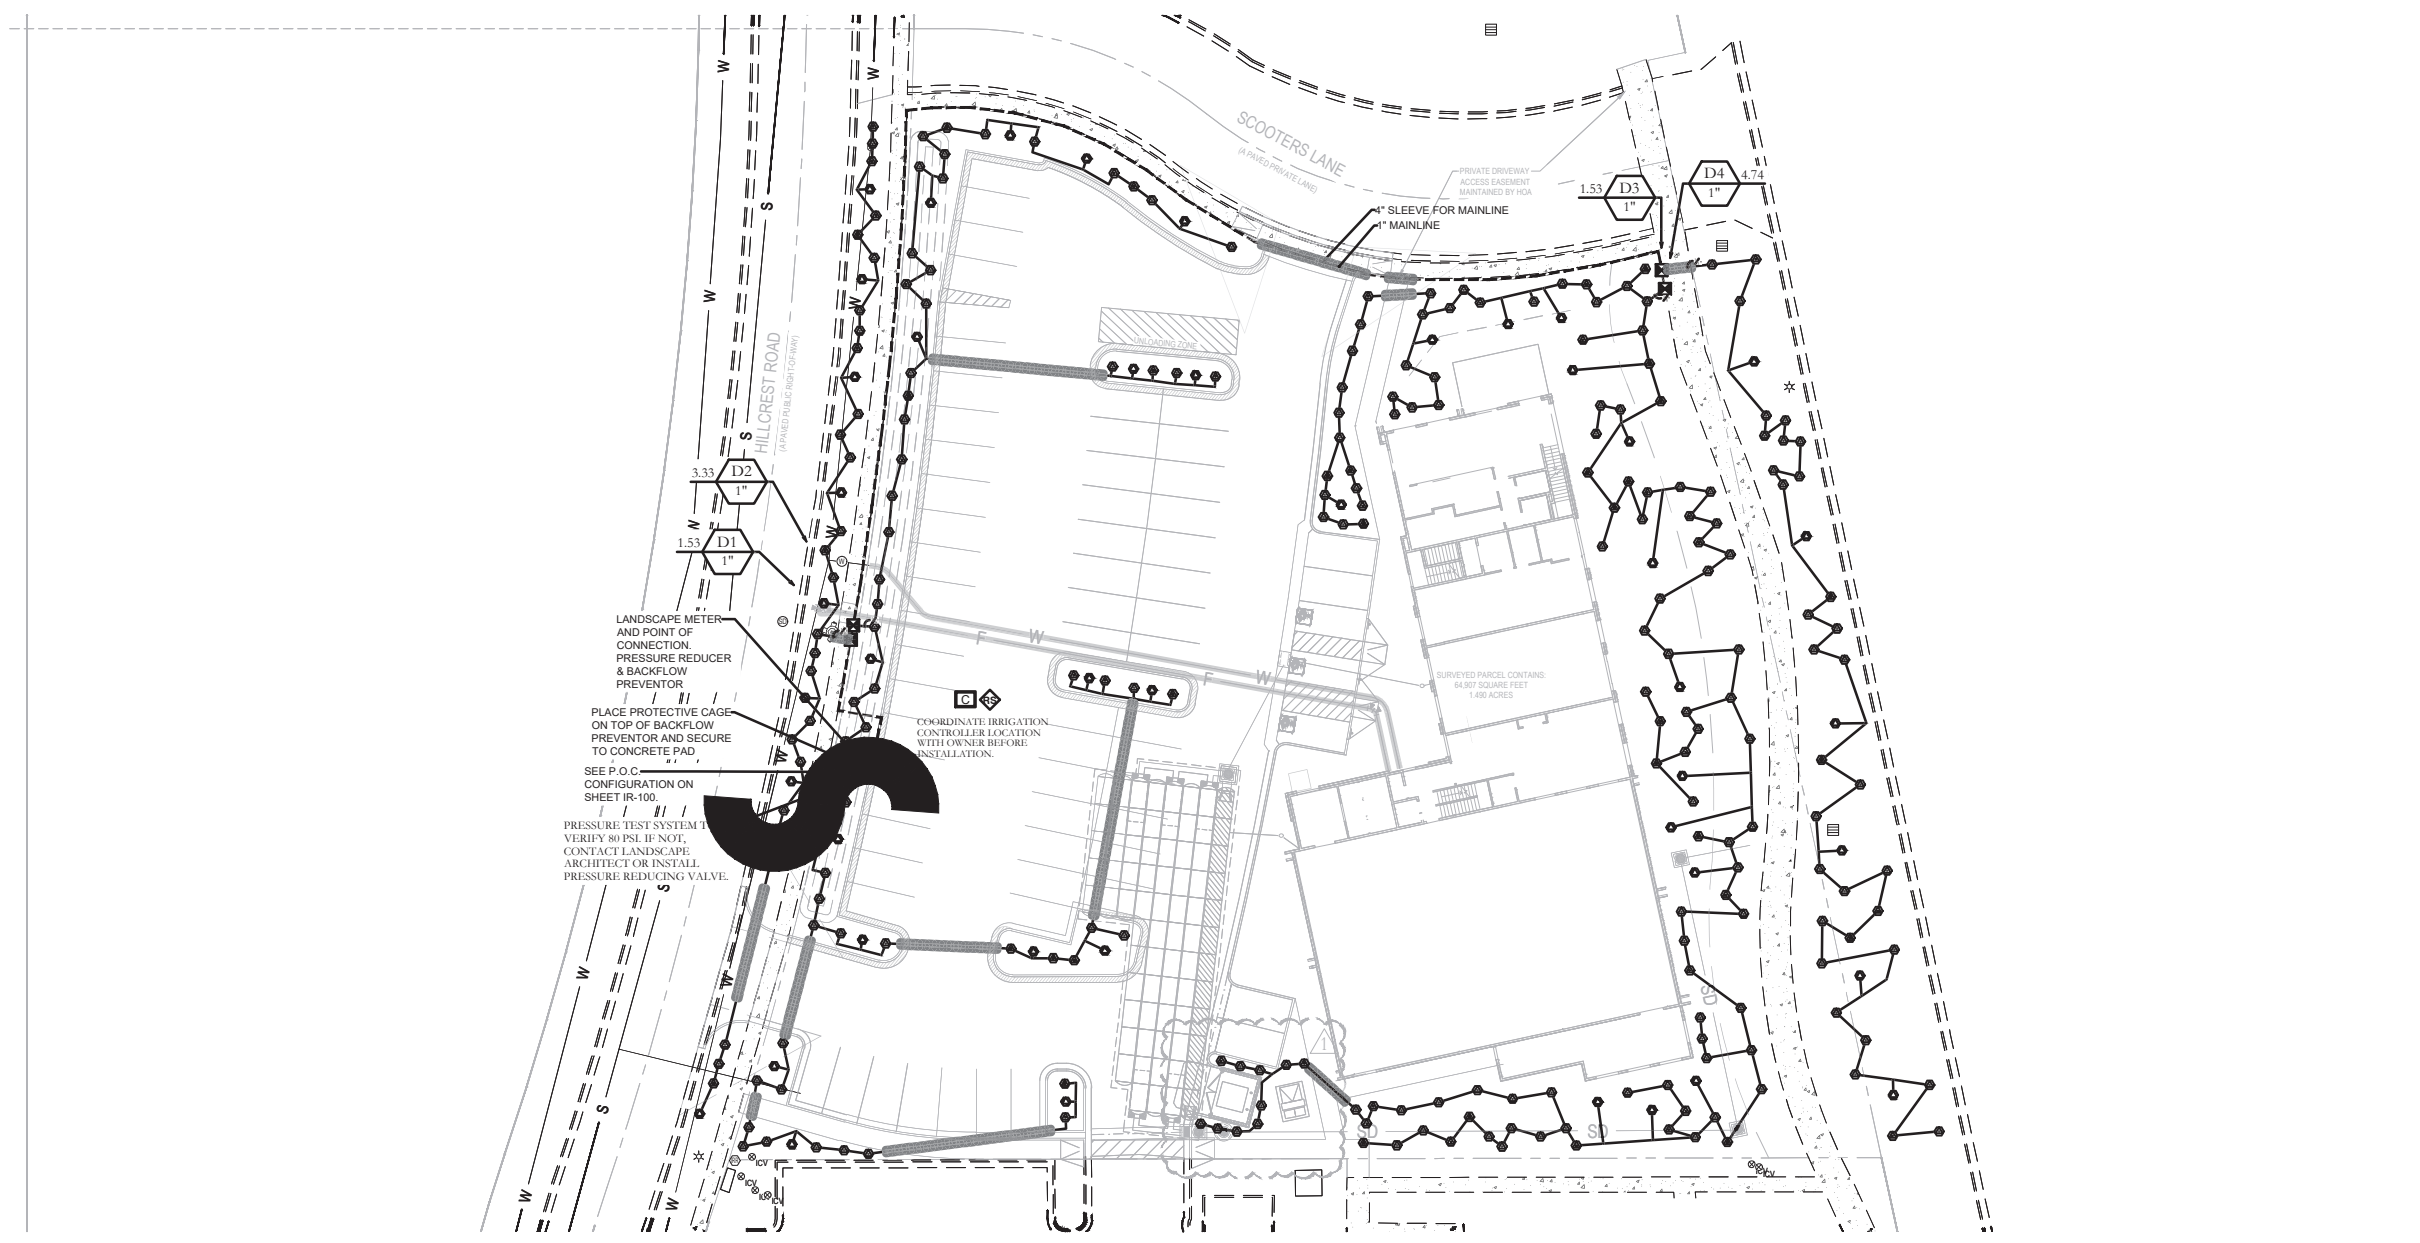 W
W
SCOOTERS LANE
(A PAVED PRIVATE LANE)
PRIVATE DRIVEWAY
ACCESS EASEMENT
MAINTAINED BY HOA
1.53
D3
1"
D4
4.74
1"
S
4" SLEEVE FOR MAINLINE
1" MAINLINE
W
W
UNLOADING ZONE
HILLCREST ROAD
(A PAVED PUBLIC RIGHT-OF-WAY)
S
3.33
D2
1"
W
W
1.53
D1
1"
W
SD
LANDSCAPE METER
AND POINT OF
CONNECTION.
PRESSURE REDUCER
& BACKFLOW
PREVENTOR
F
W
F
W
SURVEYED PARCEL CONTAINS:
64,907 SQUARE FEET
1.490 ACRES
C
RS
PLACE PROTECTIVE CAGE
ON TOP OF BACKFLOW
PREVENTOR AND SECURE
TO CONCRETE PAD
COORDINATE IRRIGATION
CONTROLLER LOCATION
WITH OWNER BEFORE
INSTALLATION.
W
SEE P.O.C.
CONFIGURATION ON
SHEET IR-100.
PRESSURE TEST SYSTEM T
VERIFY 80 PSI. IF NOT,
CONTACT LANDSCAPE
ARCHITECT OR INSTALL
PRESSURE REDUCING VALVE.
S
W
W
SD
1
S
SD
SD
ICV
ICV
ICV
ICV
W
W